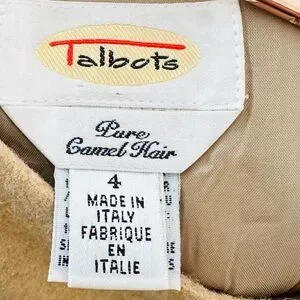 Talbots
Pure
Camel Hair
4
MADE IN
ITALY
FABRIQUE
EN
ITALIE